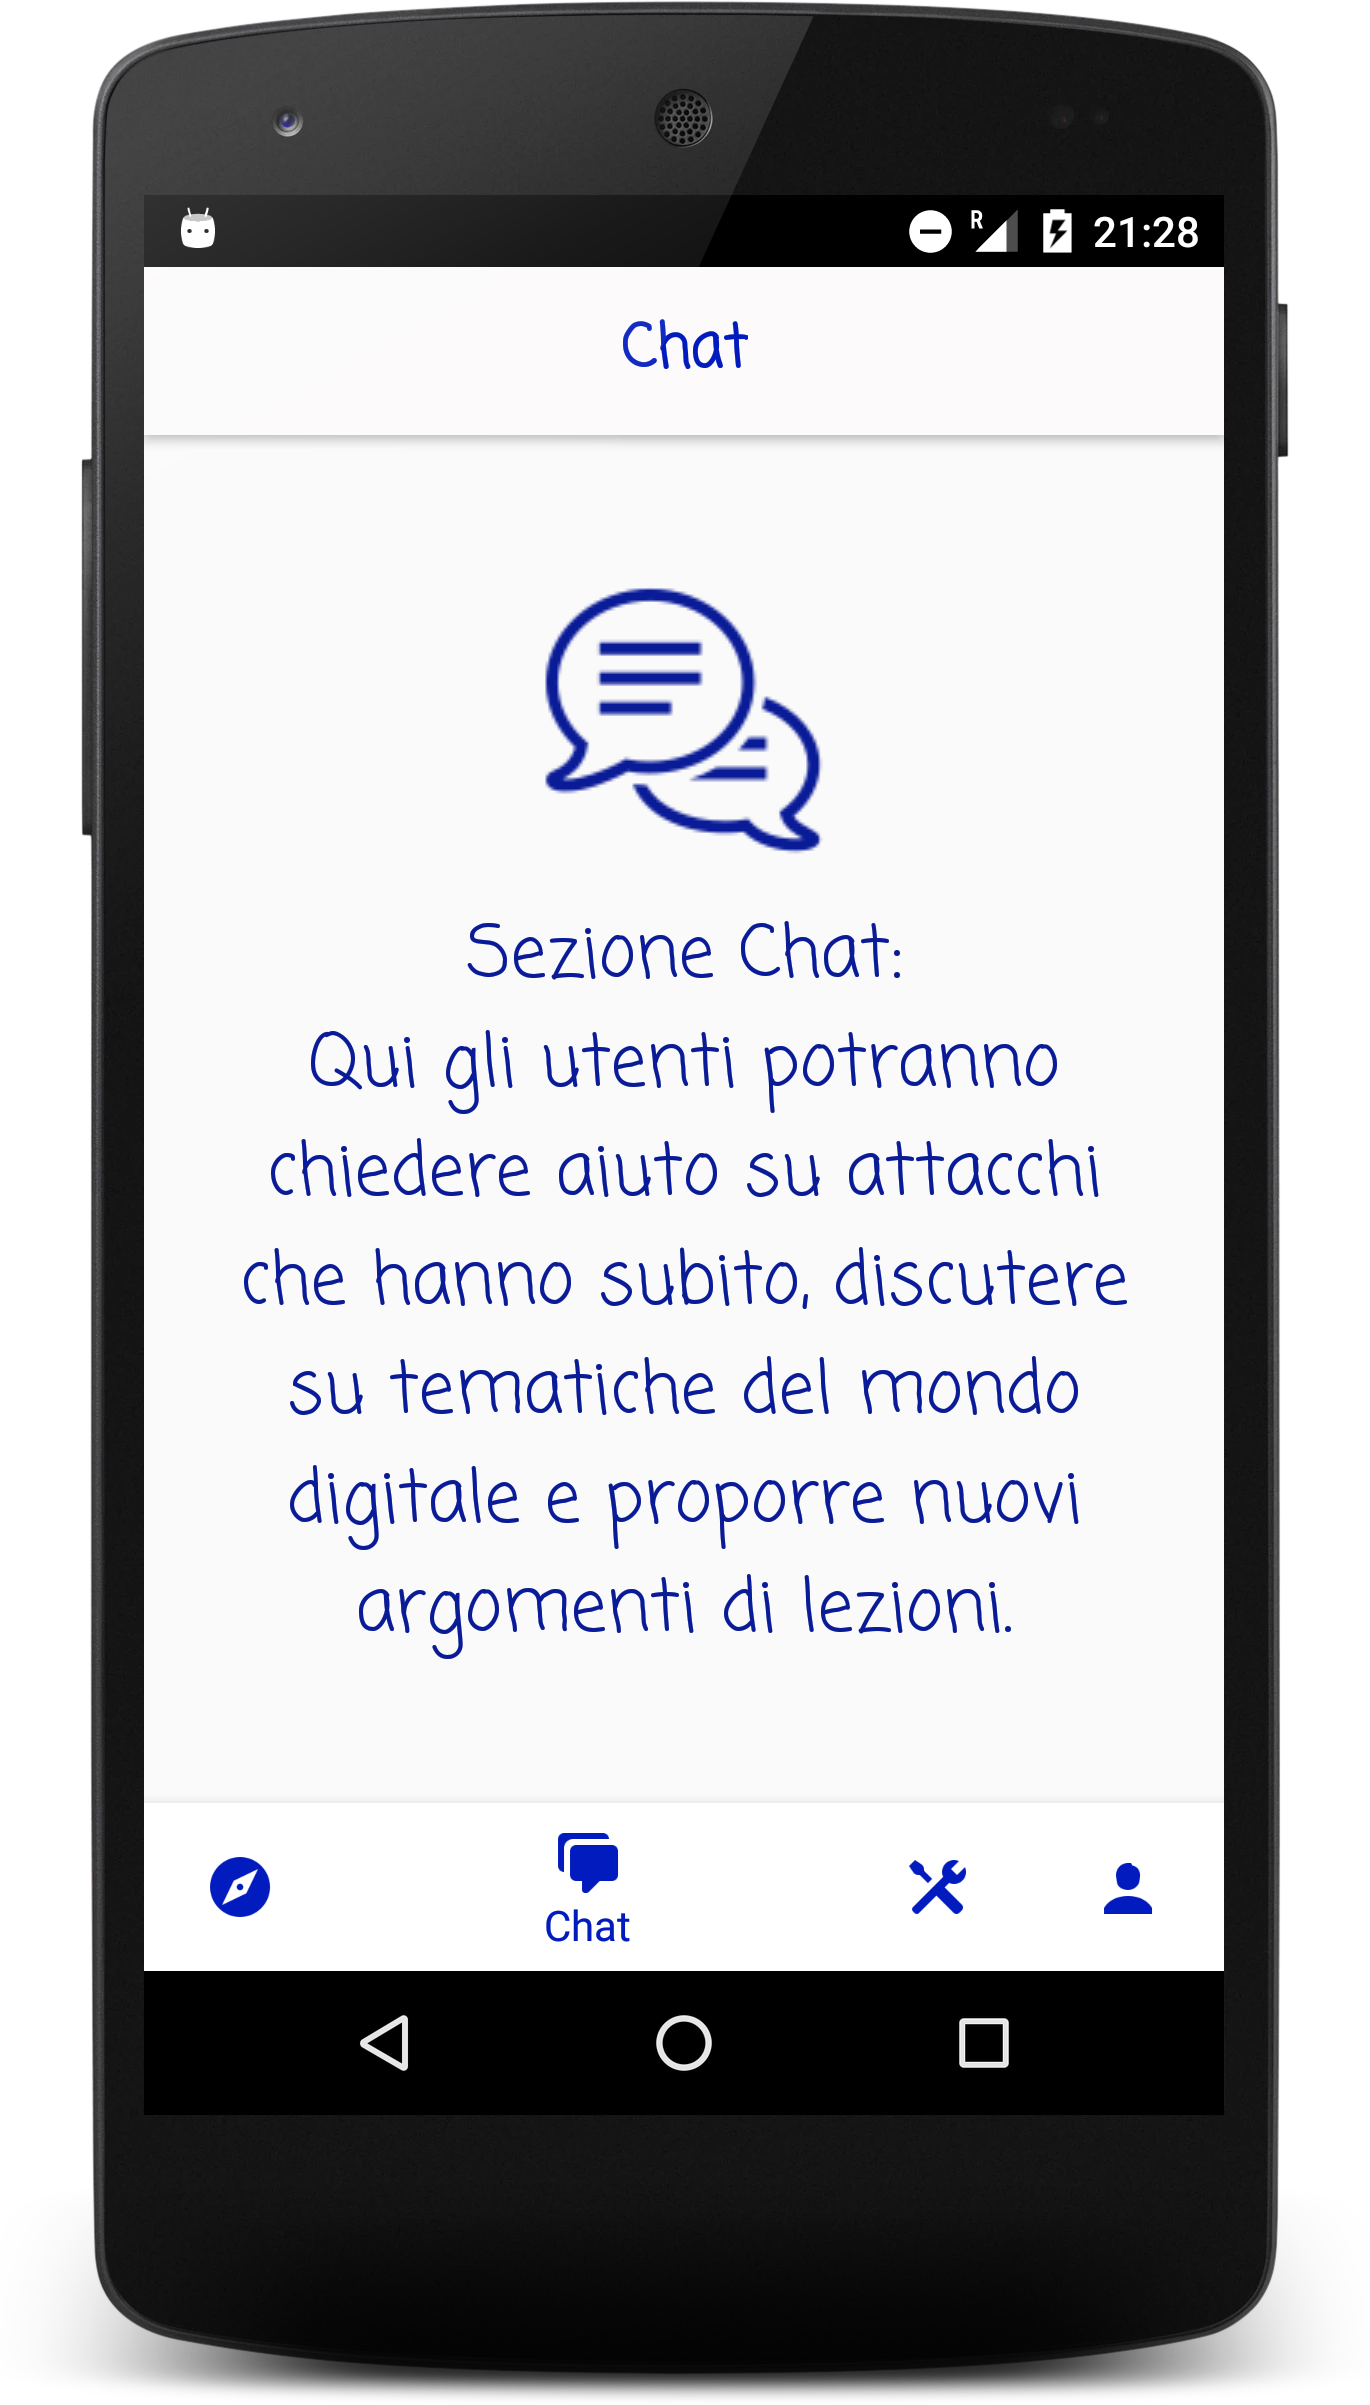 R 21:28
Chat
Sezione Chat:
Qui gli utenti potranno
chiedere aiuto su attacchi
che hanno subito, discutere
su tematiche del mondo
digitale e proporre nuovi
argomenti di lezioni.
Chat